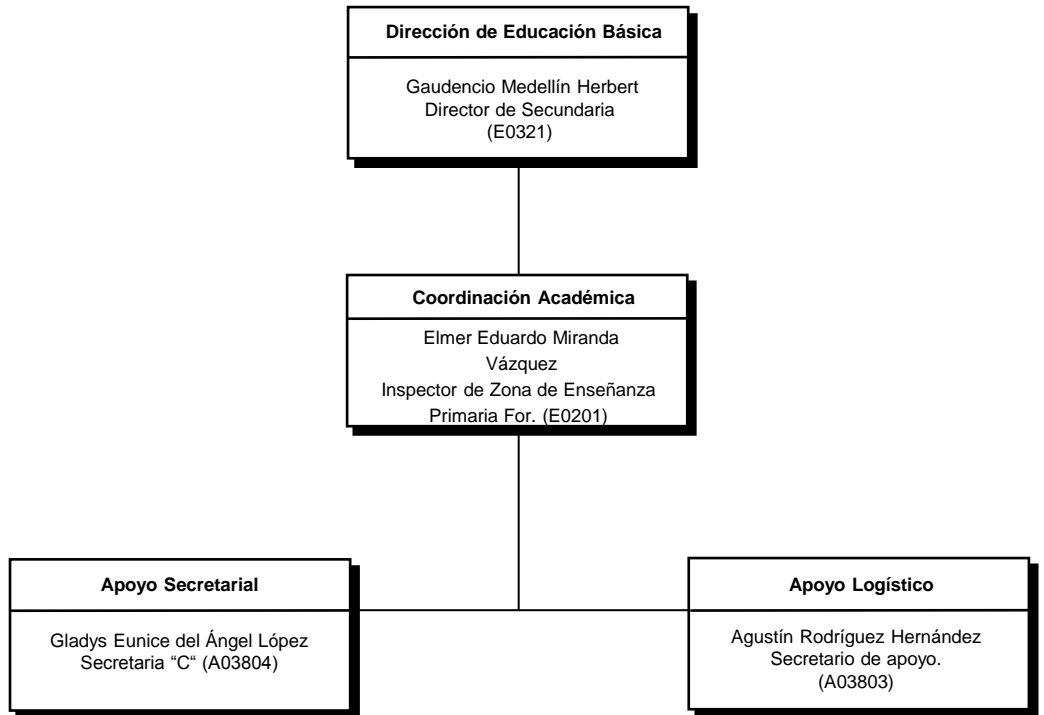 Dirección de Educación Básica
Gaudencio Medellín Herbert
Director de Secundaria
(E0321)
Coordinación Académica
Elmer Eduardo Miranda
Vázquez
Inspector de Zona de Enseñanza
Primaria For. (E0201)
Apoyo Secretarial
Gladys Eunice del Ángel López
Secretaria “C“ (A03804)
Apoyo Logístico
Agustín Rodríguez Hernández
Secretario de apoyo.
(A03803)